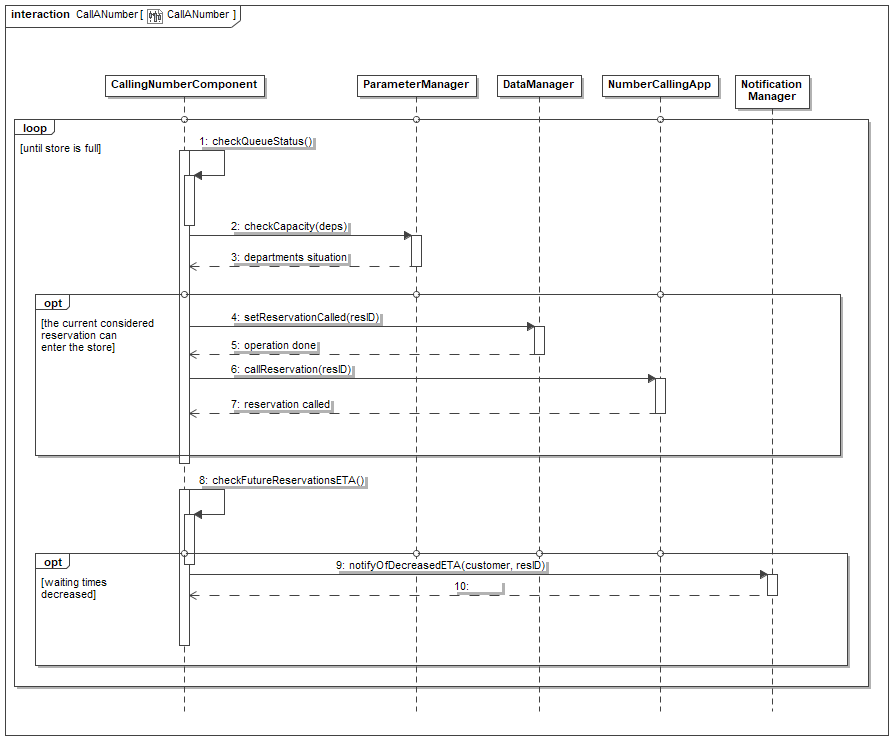 interaction CallANumber [ CallANumber ]
CallingNumberComponent
ParameterManager
DataManager
NumberCallingApp
Notification
Manager
loop
[until store is full]
1: checkQueueStatus()
2: checkCapacity(deps)
3: departments situation
opt
[the current considered
reservation can
enter the store]
4: setReservationCalled(resID)
5: operation done
6: callReservation(resID)
7: reservation called
8: checkFutureReservationsETA()
opt
[waiting times
decreased]
9: notifyOfDecreasedETA(customer, resID)
10: